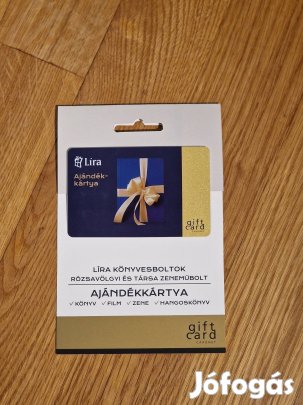 Líra
Ajándék-
kártya
gift
card
LÍRA KÖNYVESBOLTOK
RÓZSAVÖLGYI ÉS TÁRSA ZENEMŰBOLT
AJÁNDÉKKÁRTYA
✓KÖNYV ✓FILM ✓ZENE ✓HANGOSKÖNYV
gift
card
Jófogás